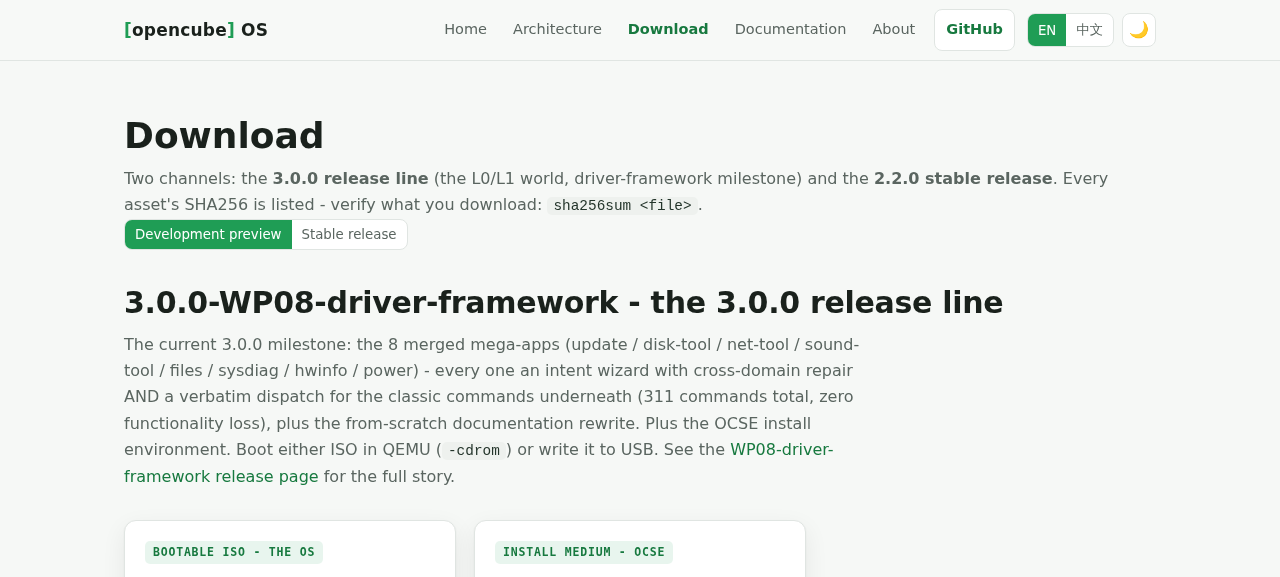 [opencube] OS
Home Architecture Download Documentation About GitHub EN 中文
Download
Two channels: the 3.0.0 release line (the L0/L1 world, driver-framework milestone) and the 2.2.0 stable release. Every
asset's SHA256 is listed - verify what you download: sha256sum <file>.
Development preview Stable release
3.0.0-WP08-driver-framework - the 3.0.0 release line
The current 3.0.0 milestone: the 8 merged mega-apps (update / disk-tool / net-tool / sound-
tool / files / sysdiag / hwinfo / power) - every one an intent wizard with cross-domain repair
AND a verbatim dispatch for the classic commands underneath (311 commands total, zero
functionality loss), plus the from-scratch documentation rewrite. Plus the OCSE install
environment. Boot either ISO in QEMU (-cdrom) or write it to USB. See the WP08-driver-
framework release page for the full story.
BOOTABLE ISO - THE OS
INSTALL MEDIUM - OCSE